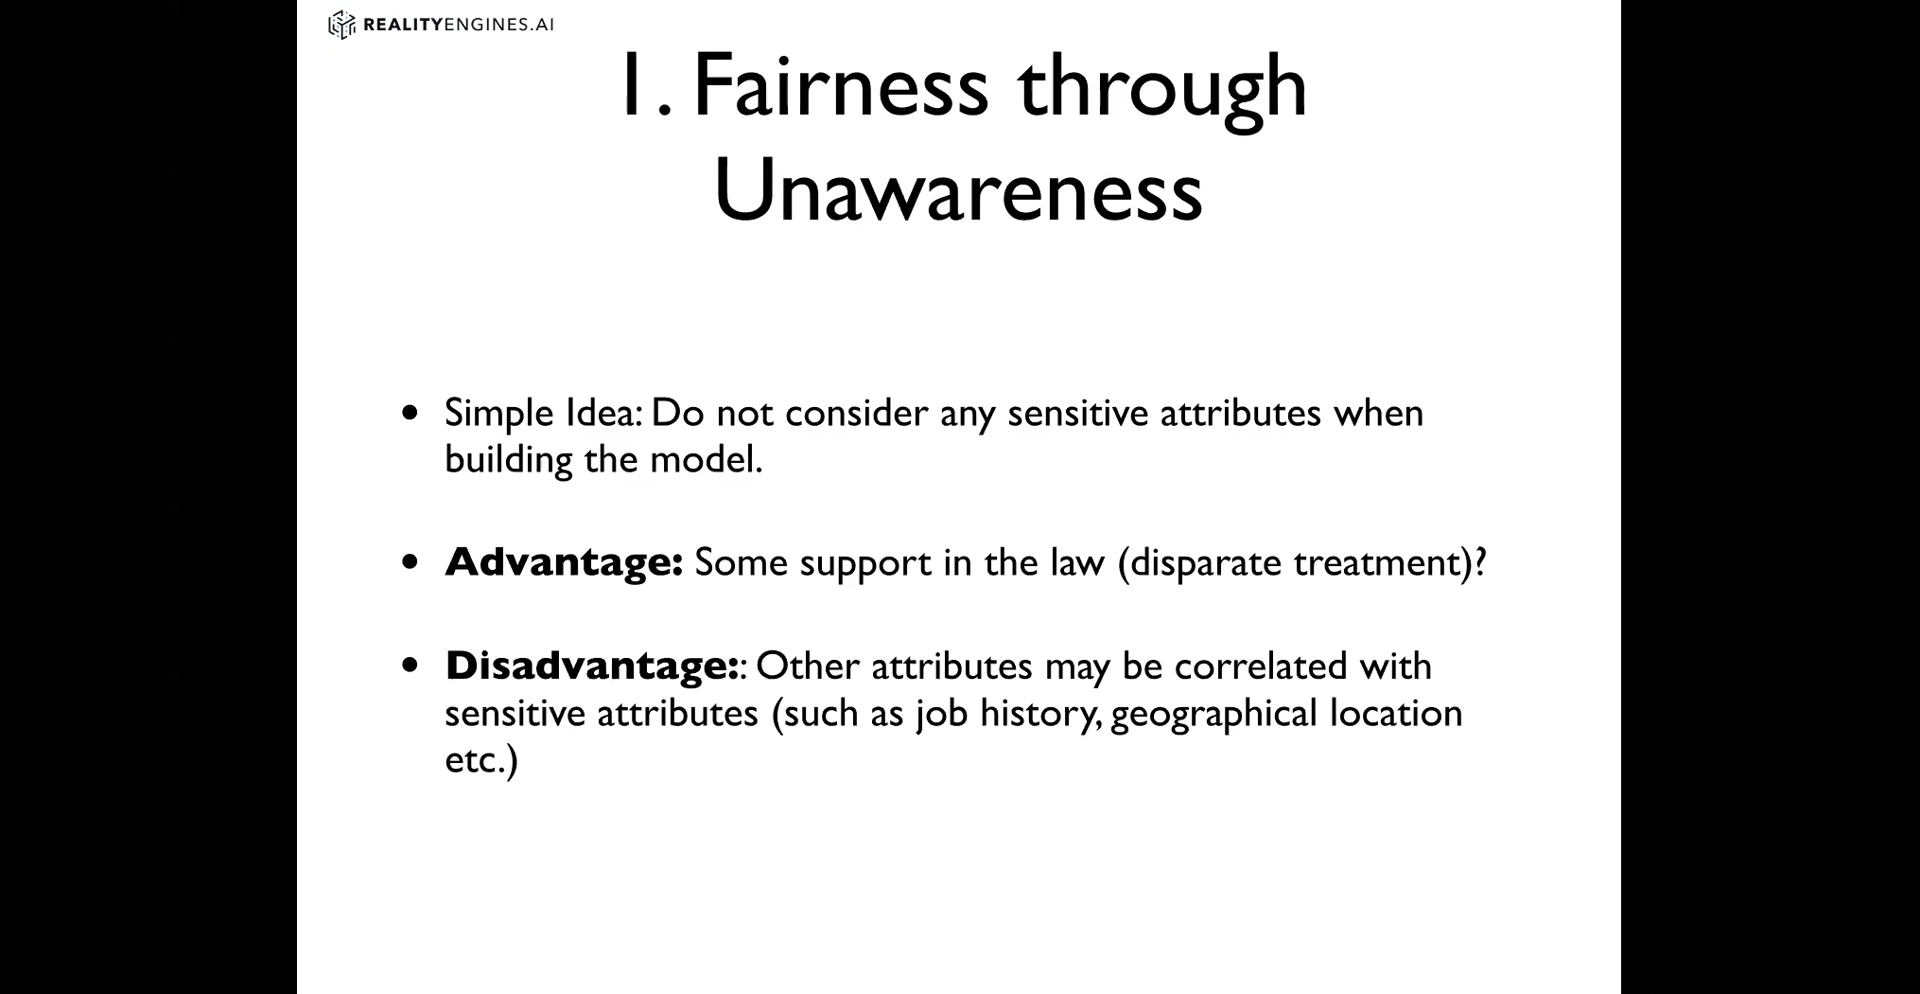 REALITYENGINES.AI
1. Fairness through
Unawareness
• Simple Idea: Do not consider any sensitive attributes when
building the model.
• Advantage: Some support in the law (disparate treatment)?
• Disadvantage:: Other attributes may be correlated with
sensitive attributes (such as job history, geographical location
etc.)